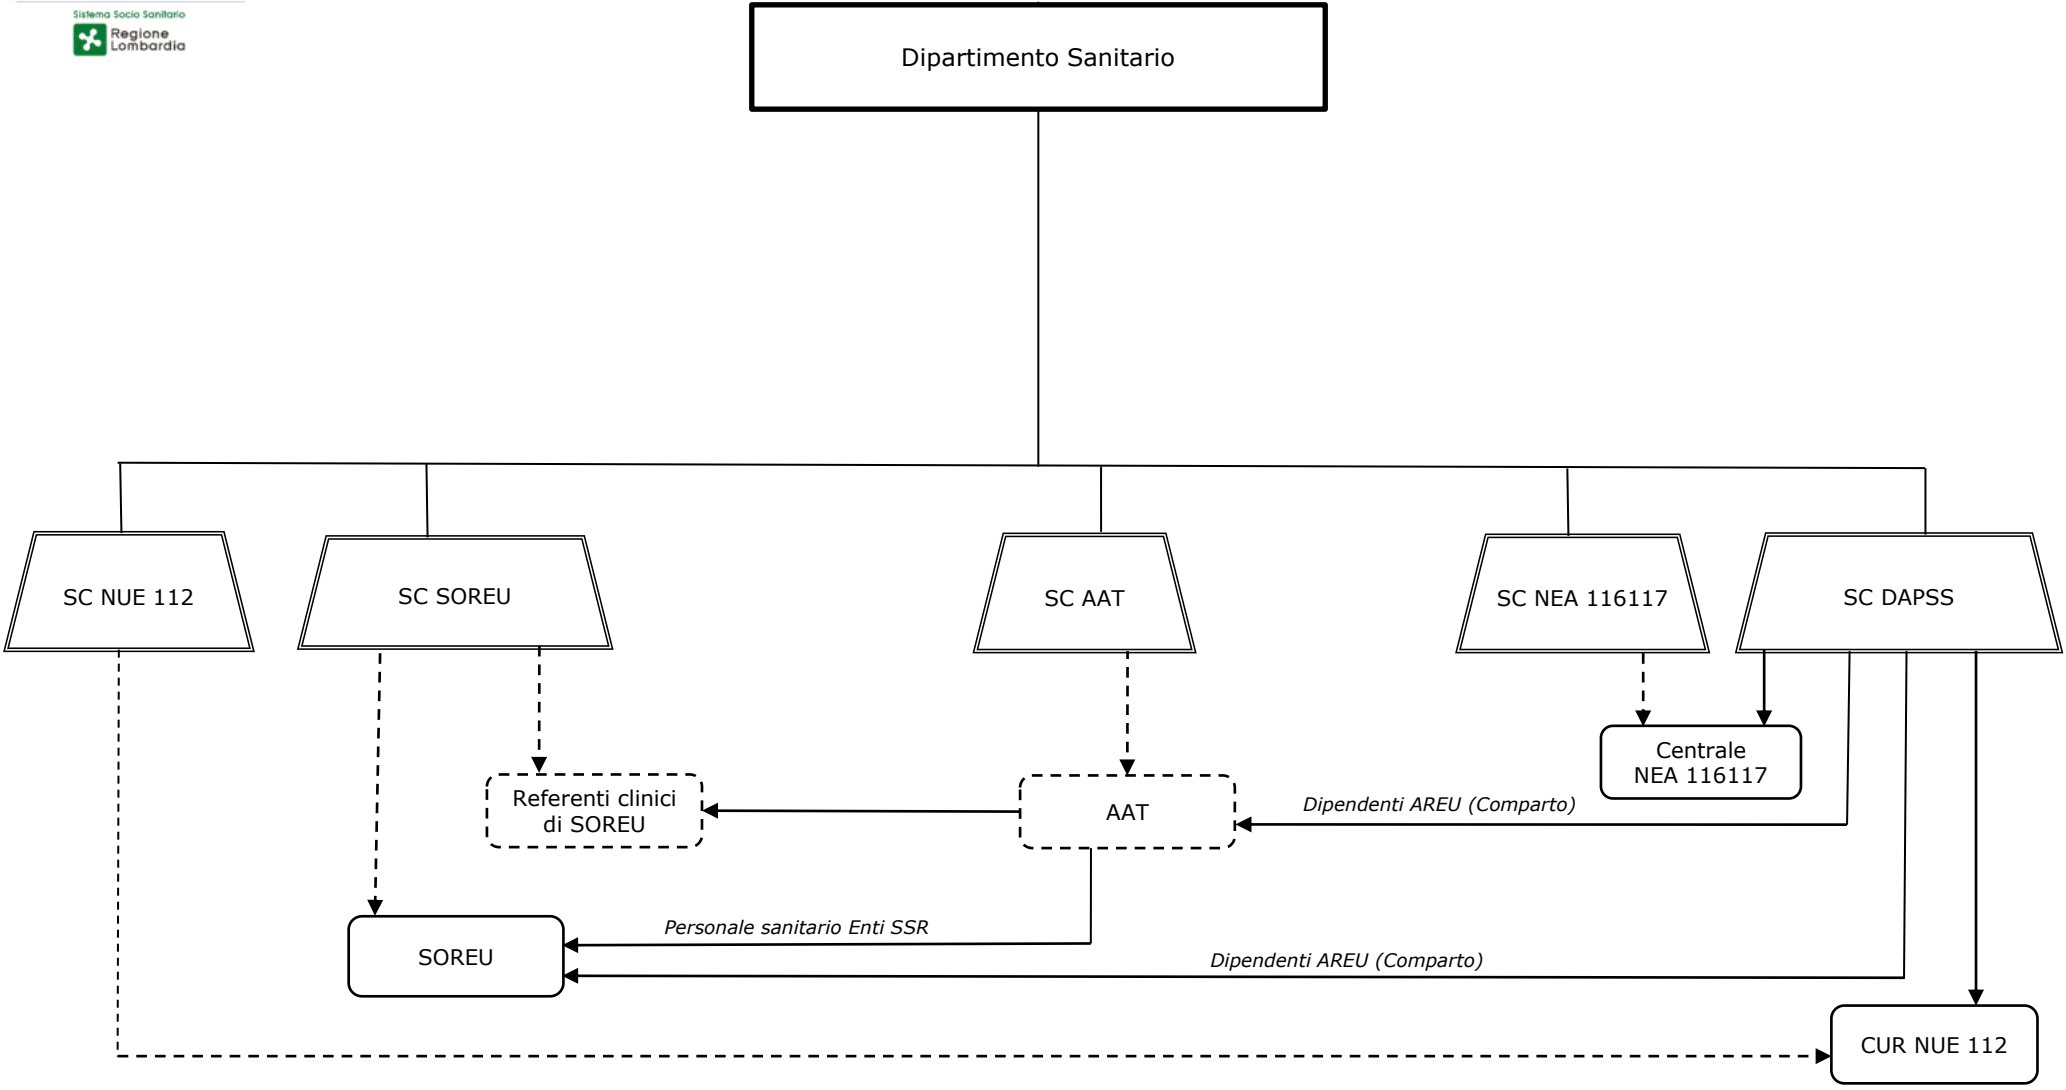 Sistema Socio Sanitario
Regione
Lombardia
Dipartimento Sanitario
SC NUE 112
SC SOREU
SC AAT
SC NEA 116117
SC DAPSS
Centrale
NEA 116117
Referenti clinici
di SOREU
AAT
Dipendenti AREU (Comparto)
Personale sanitario Enti SSR
SOREU
Dipendenti AREU (Comparto)
CUR NUE 112